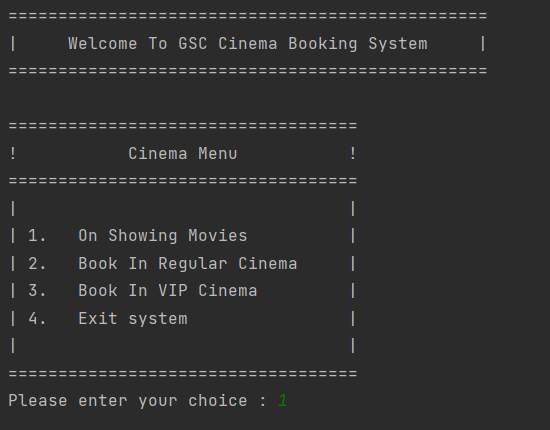 ================================================
|     Welcome To GSC Cinema Booking System     |
================================================
===================================
!           Cinema Menu           !
===================================
|                                 |
| 1.   On Showing Movies          |
| 2.   Book In Regular Cinema     |
| 3.   Book In VIP Cinema         |
| 4.   Exit system                |
|                                 |
===================================
Please enter your choice : 1